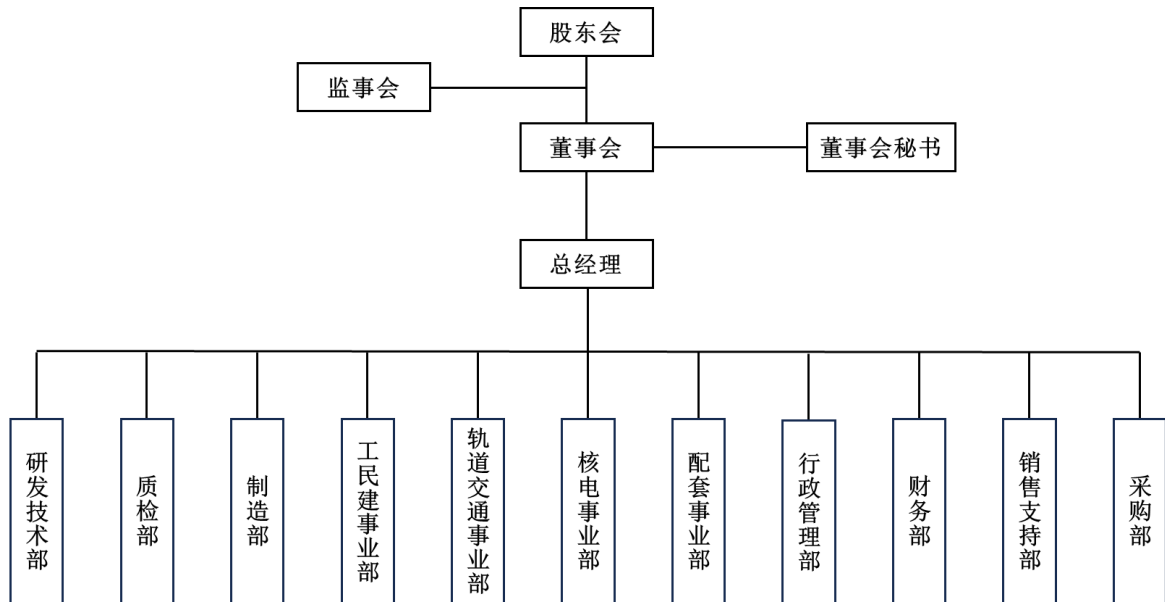 股东会
监事会
董事会
董事会秘书
总经理
研发技术部
质检部
制造部
工民建事业部
轨道交通事业部
核电事业部
配套事业部
行政管理部
财务部
销售支持部
采购部